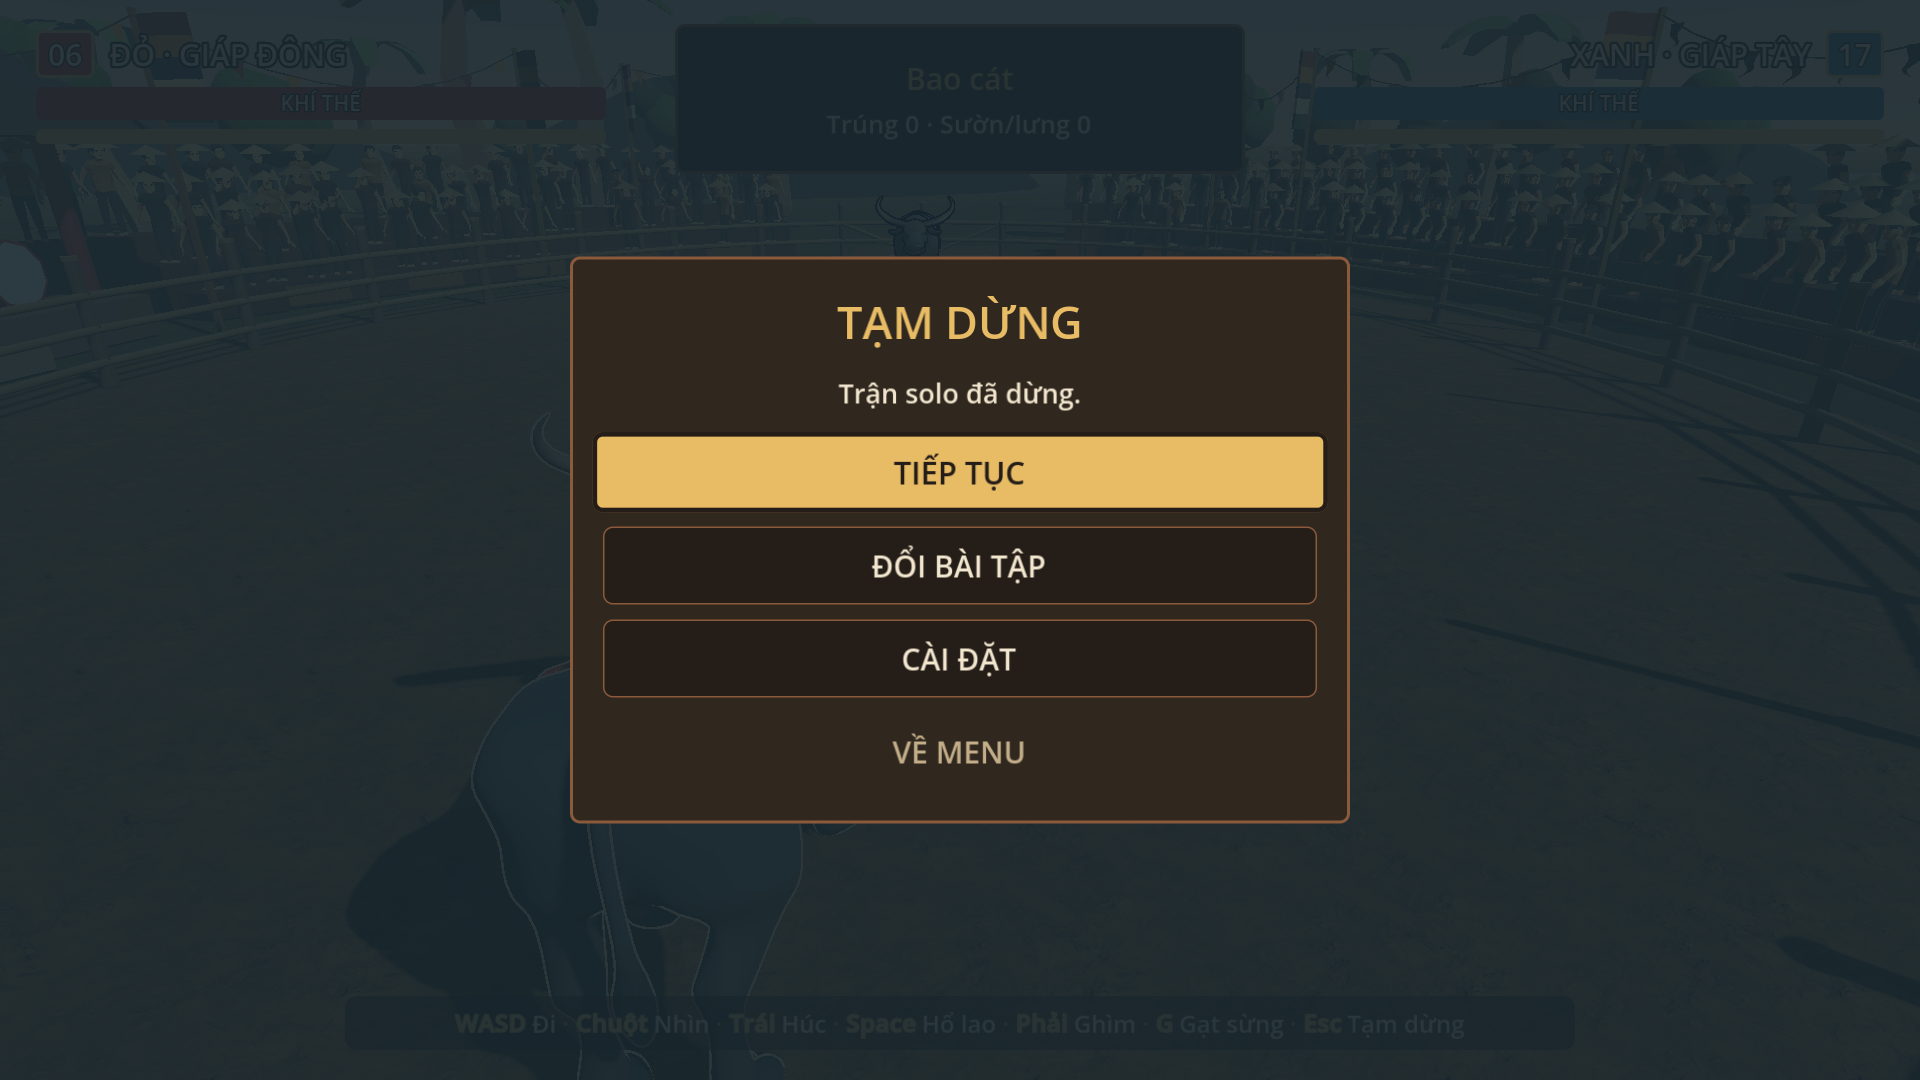 06 ĐỎ · GIÁP ĐÔNG
KHÍ THẾ
Bao cát
Trúng 0 · Sườn/lưng 0
XANH · GIÁP TÂY 17
KHÍ THẾ
TẠM DỪNG
Trận solo đã dừng.
TIẾP TỤC
ĐỔI BÀI TẬP
CÀI ĐẶT
VỀ MENU
WASD Đi · Chuột Nhìn · Trái Húc · Space Hổ lao · Phải Ghìm · G Gạt sừng · Esc Tạm dừng